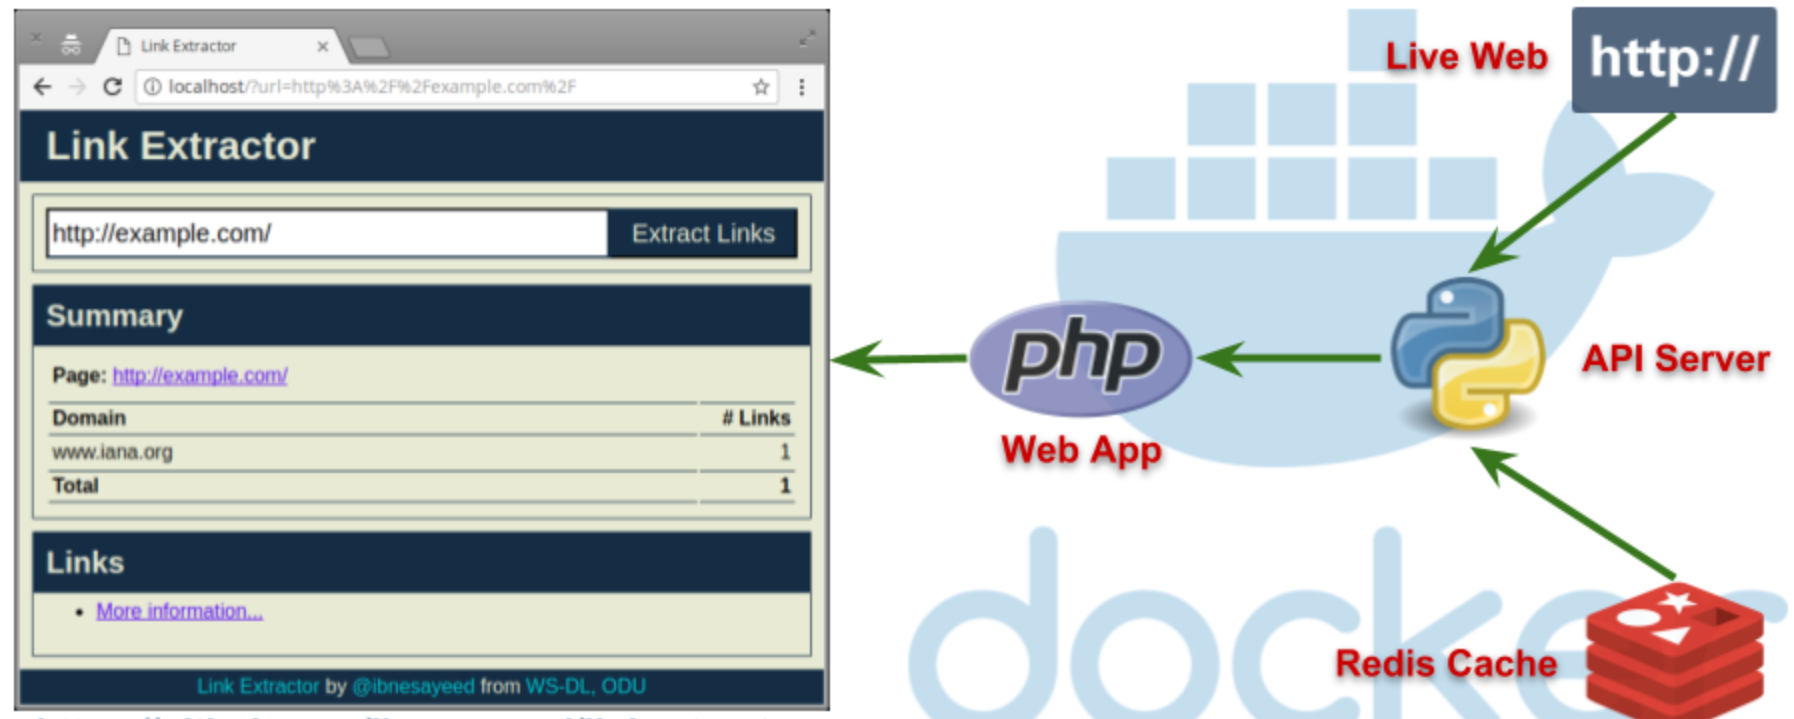 Link Extractor
localhost/?url=http%3A%2F%2Fexample.com%2F
Link Extractor
http://example.com/ Extract Links
Summary
Page: http://example.com/
Domain # Links
www.iana.org 1
Total 1
Links
More information...
Link Extractor by @ibnesayeed from WS-DL, ODU
Live Web
http://
php
Web App
API Server
docker
Redis Cache